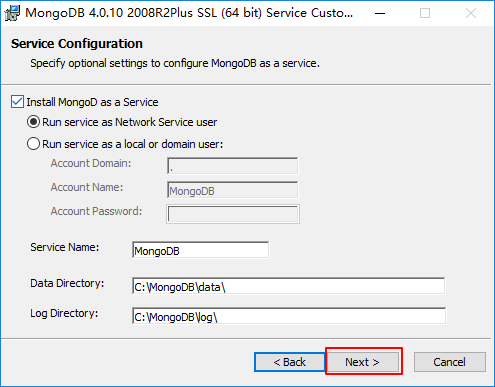 MongoDB 4.0.10 2008R2Plus SSL (64 bit) Service Custo...
Service Configuration
Specify optional settings to configure MongoDB as a service.
Install MongoD as a Service
Run service as Network Service user
Run service as a local or domain user:
Account Domain: .
Account Name: MongoDB
Account Password:
Service Name: MongoDB
Data Directory: C:\MongoDB\data\
Log Directory: C:\MongoDB\log\
< Back Next > Cancel